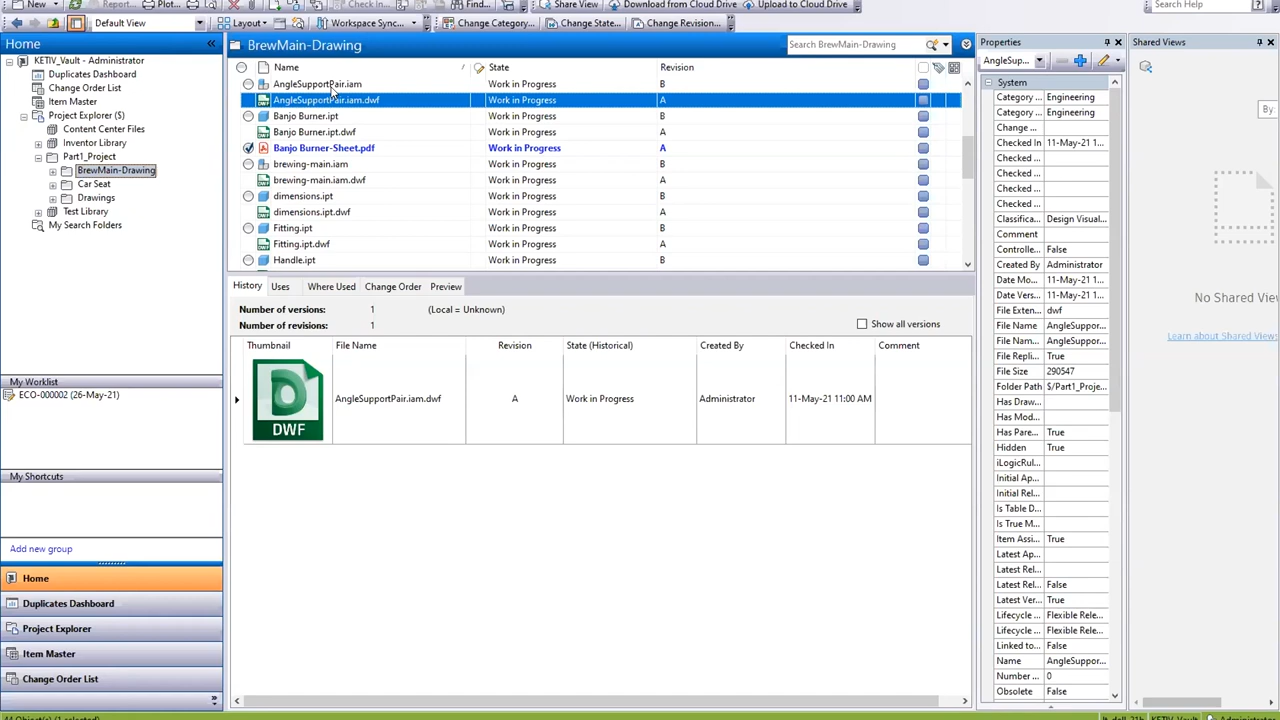 New Report... Plot... Check In... Find... Share View Download from Cloud Drive Upload to Cloud Drive Search Help
Default View Layout Workspace Sync... Change Category... Change State... Change Revision...
Home
KETIV_Vault - Administrator
Duplicates Dashboard
Change Order List
Item Master
Project Explorer ($)
Content Center Files
Inventor Library
Part1_Project
BrewMain-Drawing
Car Seat
Drawings
Test Library
My Search Folders
My Worklist
ECO-000002 (26-May-21)
My Shortcuts
Add new group
Home
Duplicates Dashboard
Project Explorer
Item Master
Change Order List
BrewMain-Drawing
Search BrewMain-Drawing
Name State Revision
AngleSupportPair.iam Work in Progress B
AngleSupportPair.iam.dwf Work in Progress A
Banjo Burner.ipt Work in Progress B
Banjo Burner.ipt.dwf Work in Progress A
Banjo Burner-Sheet.pdf Work in Progress A
brewing-main.iam Work in Progress B
brewing-main.iam.dwf Work in Progress A
dimensions.ipt Work in Progress B
dimensions.ipt.dwf Work in Progress A
Fitting.ipt Work in Progress B
Fitting.ipt.dwf Work in Progress A
Handle.ipt Work in Progress B
History Uses Where Used Change Order Preview
Number of versions: 1 (Local = Unknown)
Number of revisions: 1
Show all versions
Thumbnail File Name Revision State (Historical) Created By Checked In Comment
DWF AngleSupportPair.iam.dwf A Work in Progress Administrator 11-May-21 11:00 AM
Properties
AngleSup...
System
Category ... Engineering
Category ... Engineering
Change ...
Checked In 11-May-21 1...
Checked ...
Checked ...
Checked ...
Checked ...
Classifica... Design Visual...
Comment
Controlle... False
Created By Administrator
Date Mo... 11-May-21 1...
Date Vers... 11-May-21 1...
File Exten... dwf
File Name AngleSuppor...
File Nam... AngleSuppor...
File Repli... True
File Size 290547
Folder Path $/Part1_Proje...
Has Draw...
Has Mod...
Has Pare... True
Hidden True
iLogicRul...
Initial Ap...
Initial Rel...
Is Table D...
Is True M...
Item Assi... True
Latest Ap...
Latest Rel...
Latest Rel... False
Latest Ver... True
Lifecycle ... Flexible Rele...
Lifecycle ... Flexible Rele...
Linked to... False
Name AngleSuppor...
Number ... 0
Obsolete False
Shared Views
By
No Shared View
Learn about Shared Views
44 Object(s) (1 selected) KETIV_Vault Administrator